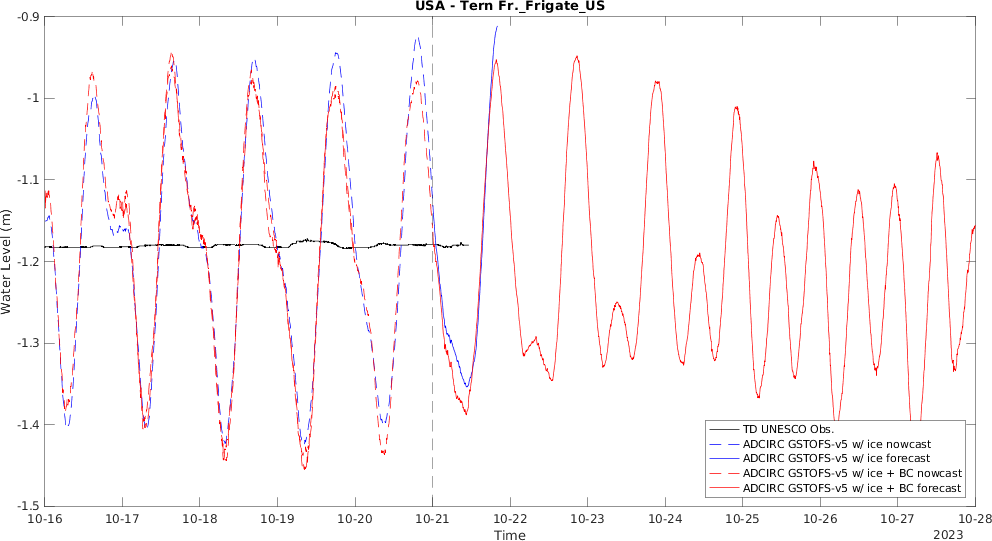 USA - Tern Fr._Frigate_US
-0.9
-1
-1.1
-1.2
-1.3
-1.4
-1.5
Water Level (m)
TD UNESCO Obs.
ADCIRC GSTOFS-v5 w/ ice nowcast
ADCIRC GSTOFS-v5 w/ ice forecast
ADCIRC GSTOFS-v5 w/ ice + BC nowcast
ADCIRC GSTOFS-v5 w/ ice + BC forecast
10-16 10-17 10-18 10-19 10-20 10-21 10-22 10-23 10-24 10-25 10-26 10-27 10-28
Time
2023